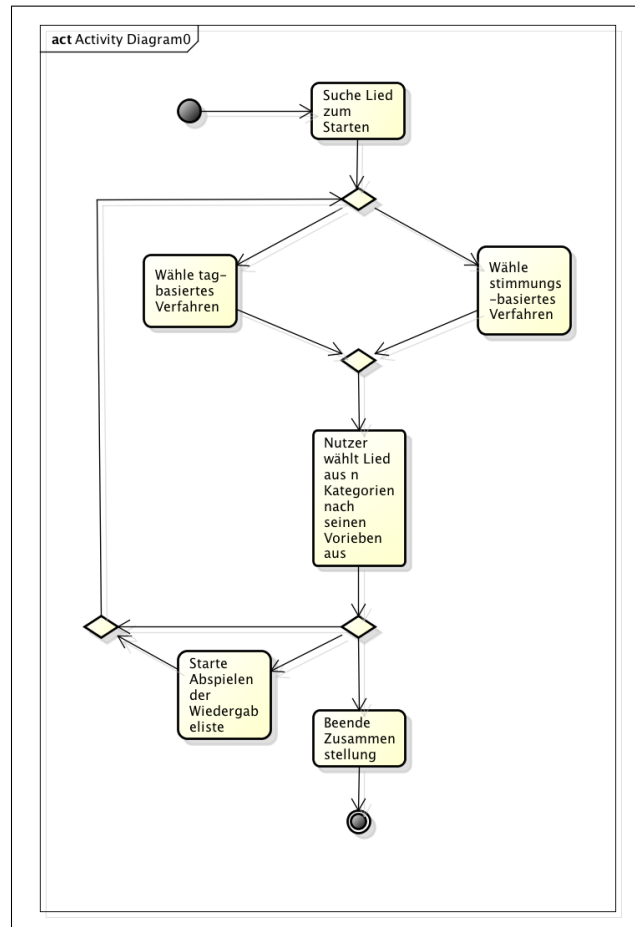 act Activity Diagram0
Suche Lied
zum
Starten
Wähle tag-
basiertes
Verfahren
Wähle
stimmungs
-basiertes
Verfahren
Nutzer
wählt Lied
aus n
Kategorien
nach
seinen
Vorieben
aus
Starte
Abspielen
der
Wiedergab
eliste
Beende
Zusammen
stellung